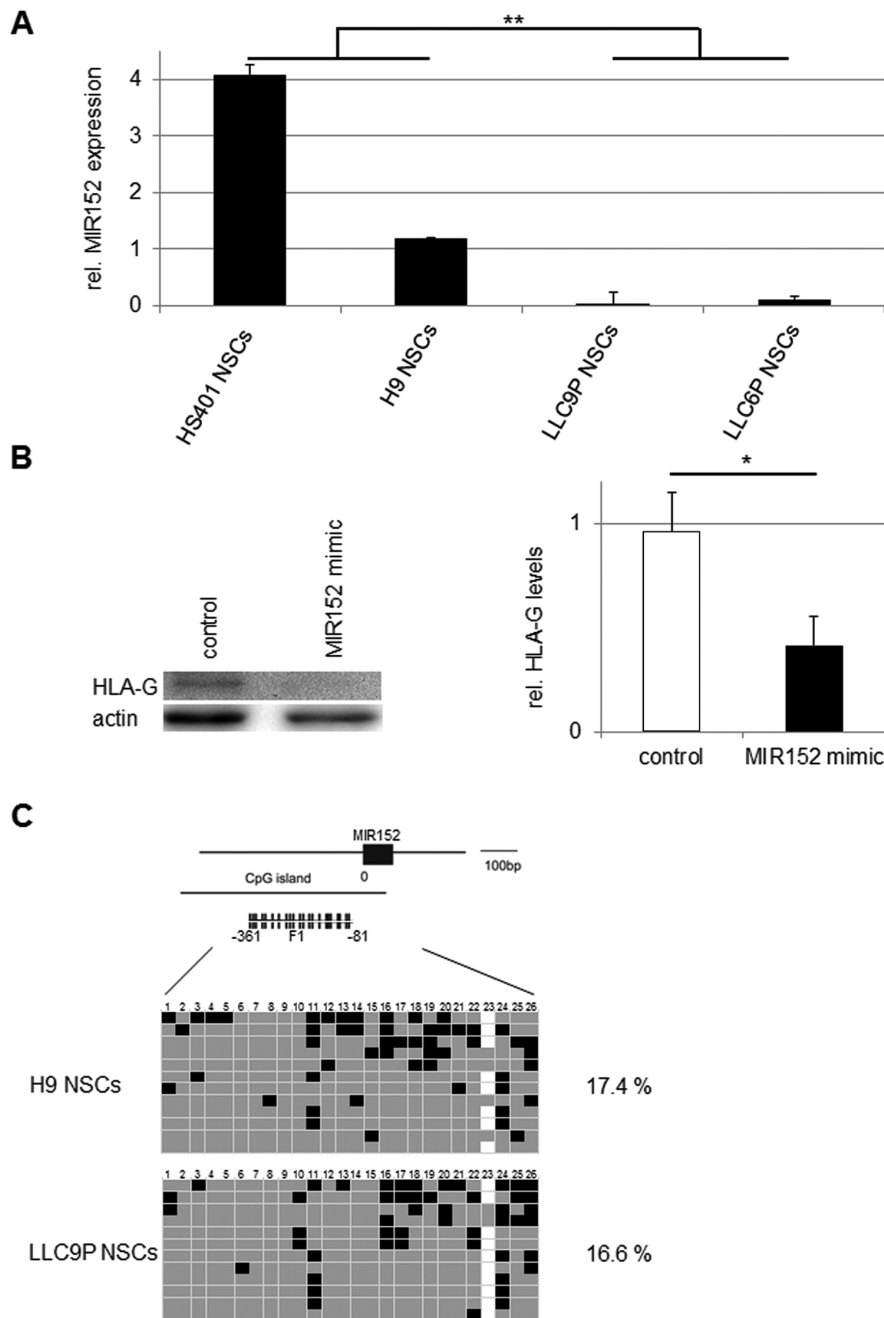 A
**
rel. MIR152 expression
4
3
2
1
0
HS401 NSCs
H9 NSCs
LLC9P NSCs
LLC6P NSCs
B
control
MIR152 mimic
HLA-G
actin
*
rel. HLA-G levels
1
0
control
MIR152 mimic
C
MIR152
0
100bp
CpG island
-361
F1
-81
1 2 3 4 5 6 7 8 9 10 11 12 13 14 15 16 17 18 19 20 21 22 23 24 25 26
H9 NSCs
17.4 %
1 2 3 4 5 6 7 8 9 10 11 12 13 14 15 16 17 18 19 20 21 22 23 24 25 26
LLC9P NSCs
16.6 %